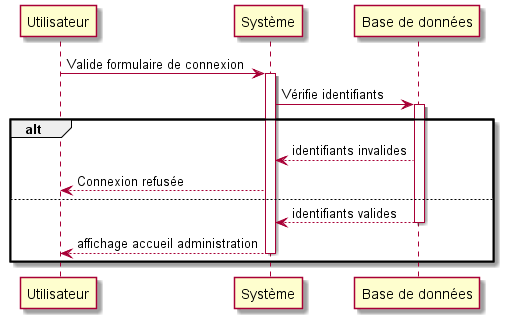 Utilisateur
Système
Base de données
Valide formulaire de connexion
Vérifie identifiants
alt
identifiants invalides
Connexion refusée
identifiants valides
affichage accueil administration
Utilisateur
Système
Base de données